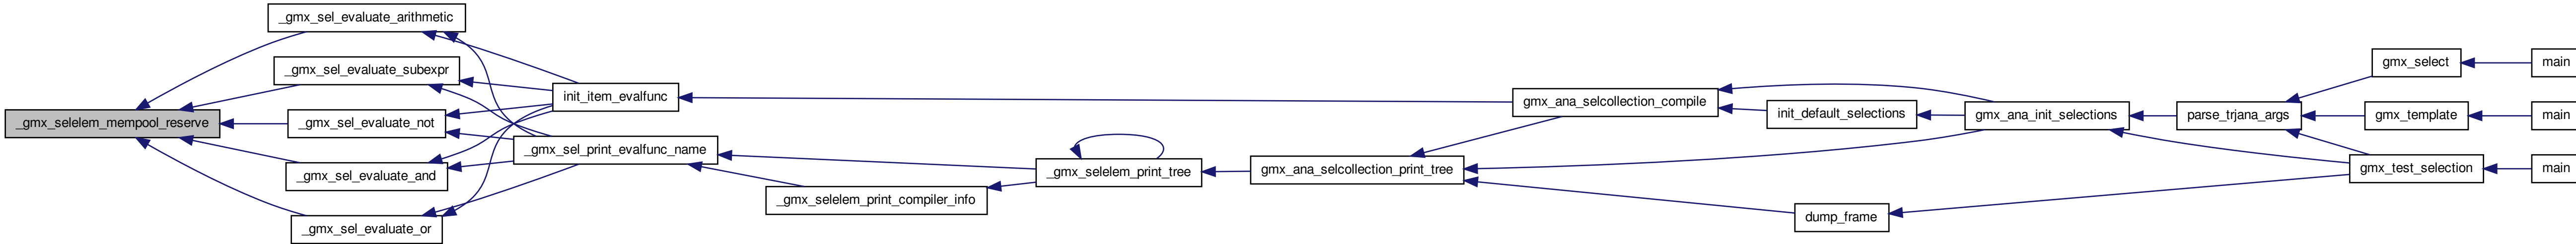 _gmx_selelem_mempool_reserve
_gmx_sel_evaluate_arithmetic
_gmx_sel_evaluate_subexpr
_gmx_sel_evaluate_not
_gmx_sel_evaluate_and
_gmx_sel_evaluate_or
init_item_evalfunc
_gmx_sel_print_evalfunc_name
_gmx_selelem_print_compiler_info
_gmx_selelem_print_tree
gmx_ana_selcollection_print_tree
gmx_ana_selcollection_compile
init_default_selections
dump_frame
gmx_ana_init_selections
parse_trjana_args
gmx_select
gmx_template
gmx_test_selection
main
main
main